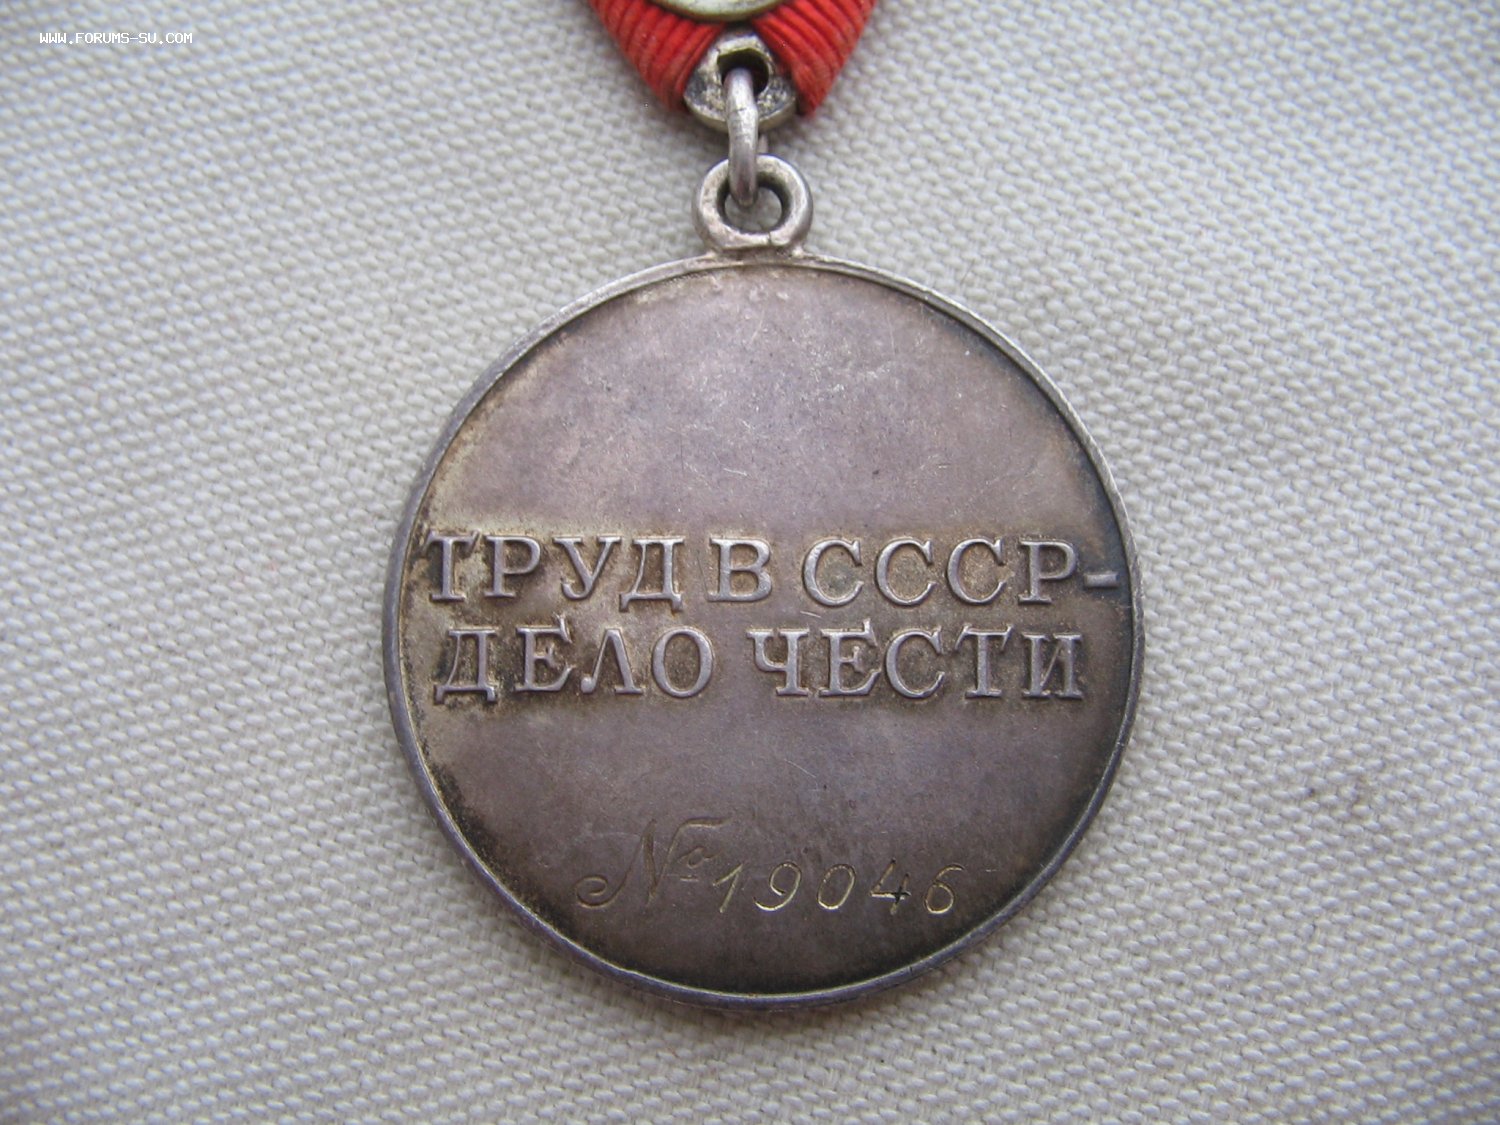 WWW.FORUMS-SU.COM
ТРУД В СССР-
ДЕЛО ЧЕСТИ
№ 19046